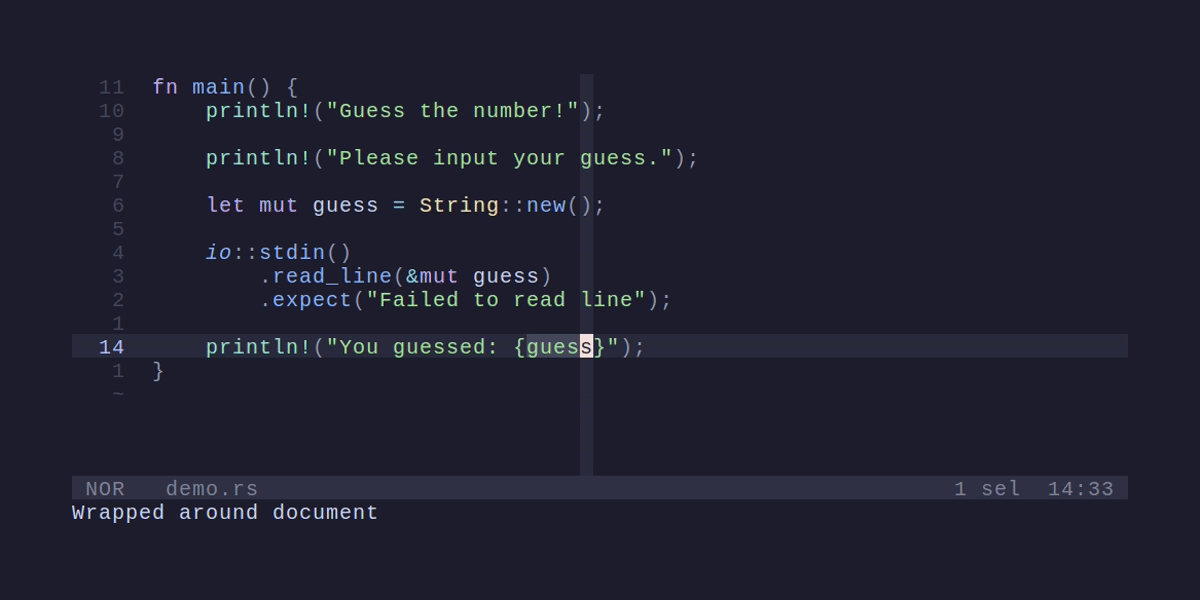 11 fn main() {
10     println!("Guess the number!");
9
8     println!("Please input your guess.");
7
6     let mut guess = String::new();
5
4     io::stdin()
3         .read_line(&mut guess)
2         .expect("Failed to read line");
1
14     println!("You guessed: {guess}");
1 }
~
NOR demo.rs 1 sel 14:33
Wrapped around document